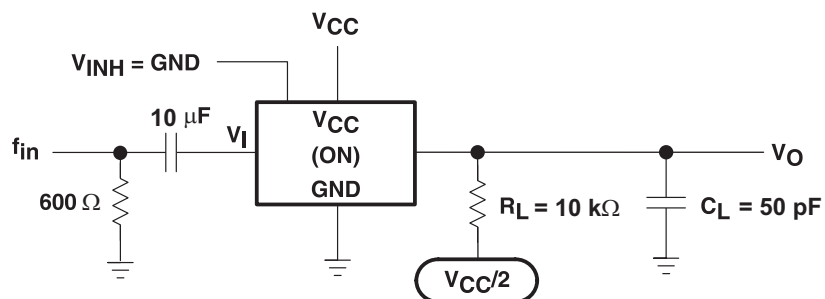 VCC
VINH = GND
10 μF
VI
VCC
(ON)
GND
fin
VO
600 Ω
RL = 10 kΩ
CL = 50 pF
VCC/2